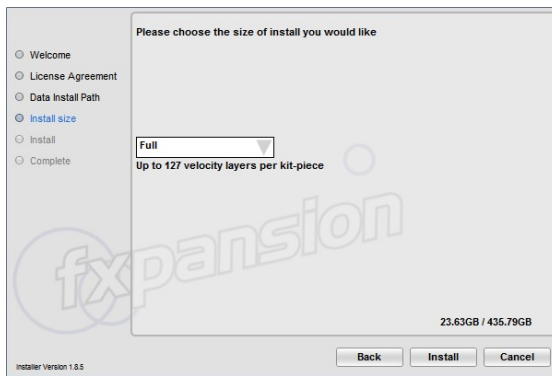 Please choose the size of install you would like
Welcome
License Agreement
Data Install Path
Install size
Install
Complete
Full
Up to 127 velocity layers per kit-piece
fxpansion
23.63GB / 435.79GB
Installer Version 1.8.5
Back
Install
Cancel